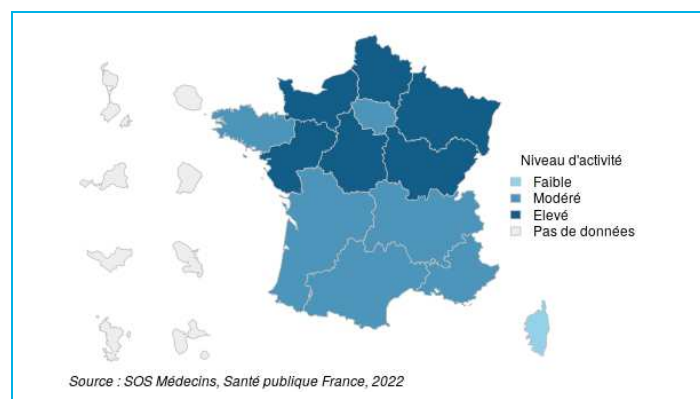 Niveau d'activité
Faible
Modéré
Elevé
Pas de données
Source : SOS Médecins, Santé publique France, 2022